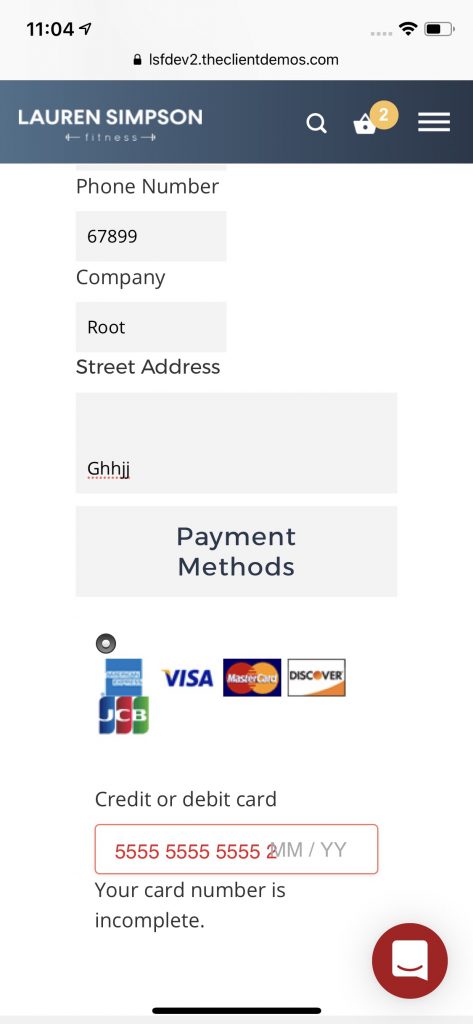 11:04
lsfdev2.theclientdemos.com
LAUREN SIMPSON
fitness
2
Phone Number
67899
Company
Root
Street Address
Ghhjj
Payment
Methods
AMERICAN EXPRESS
VISA
MasterCard
DISCOVER
JCB
Credit or debit card
5555 5555 5555 2 MM / YY
Your card number is
incomplete.